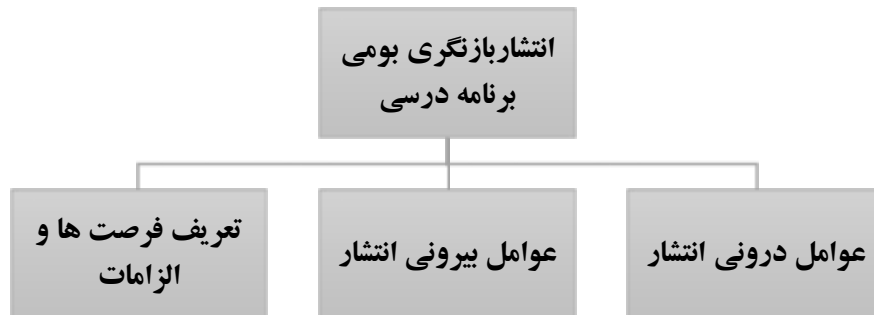 انتشاربازنگری بومی
برنامه درسی
عوامل درونی انتشار
عوامل بیرونی انتشار
تعریف فرصت ها و
الزامات